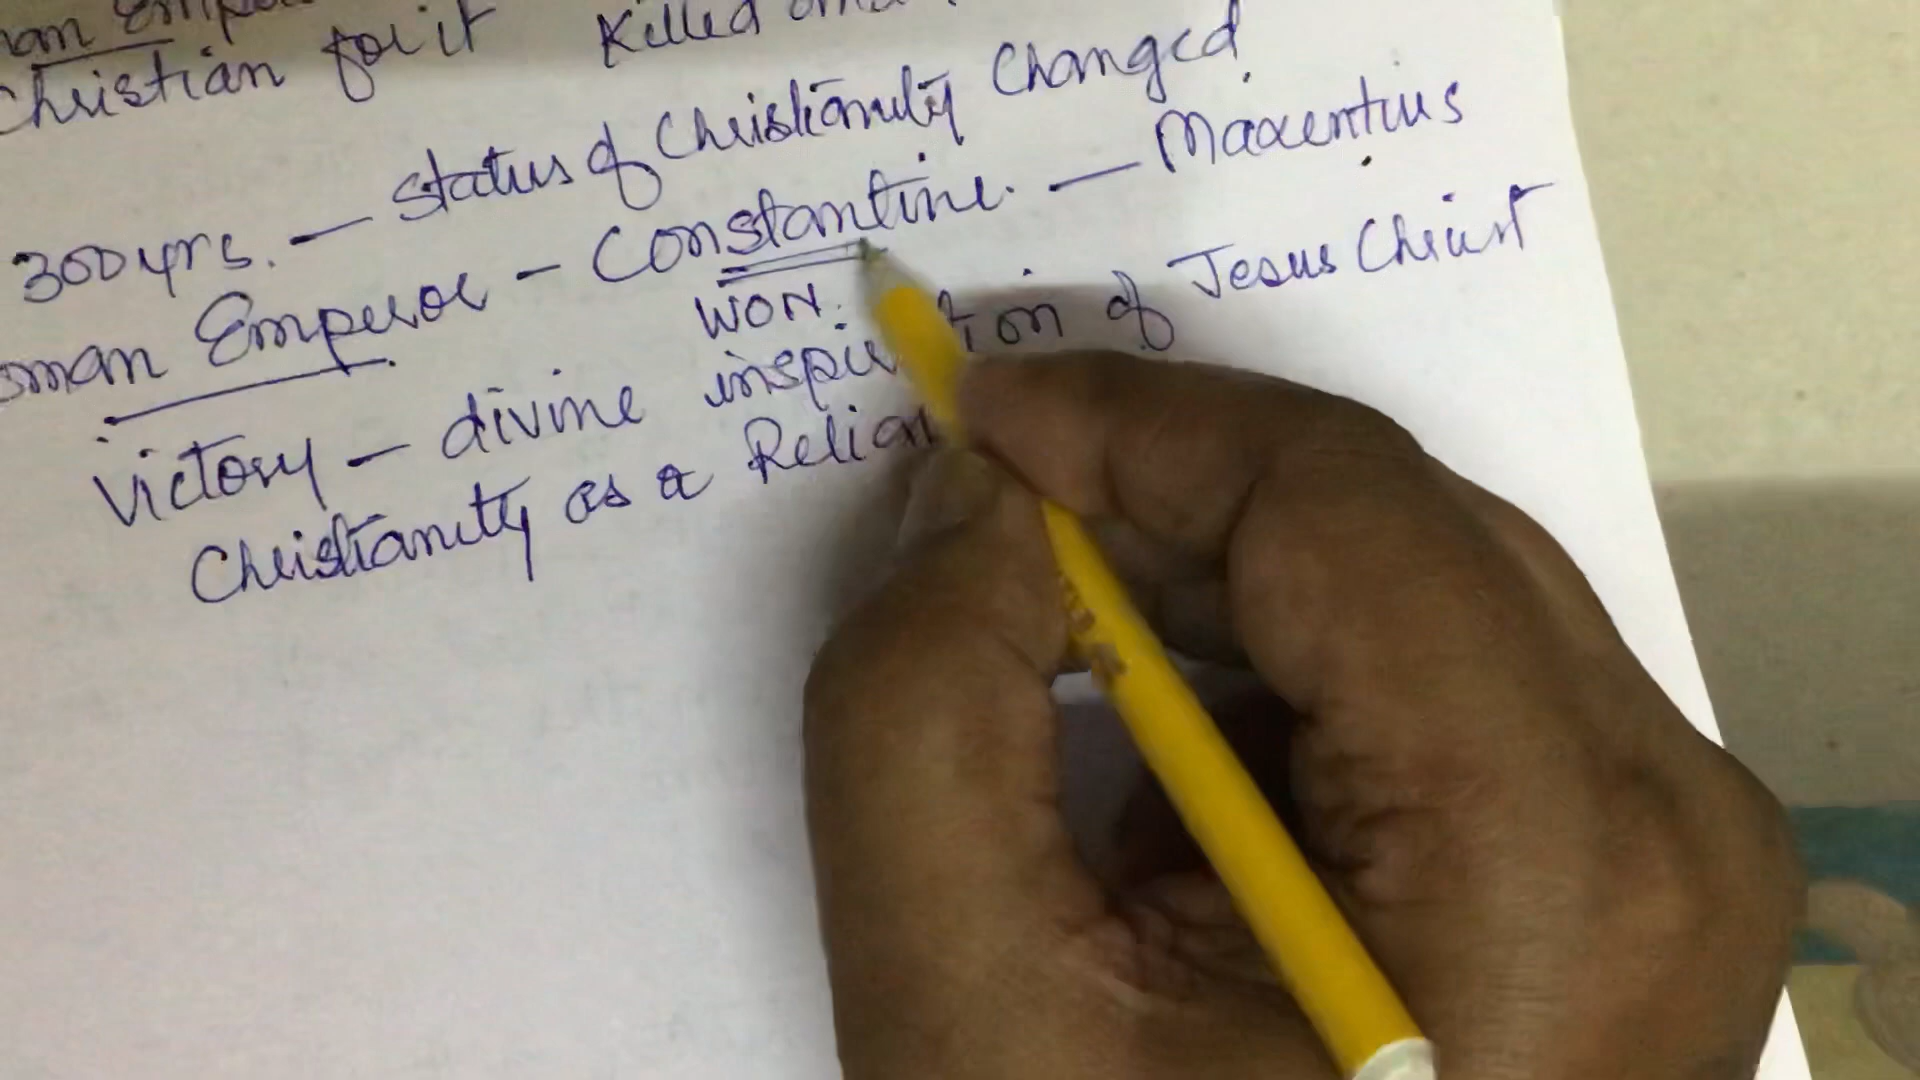 Christian for it killed
300 yrs. — Status of Christianity Changed
Emperor — Constantine. — Maxentius
WON.
Victory — divine inspiration of Jesus Christ
Christianity as a